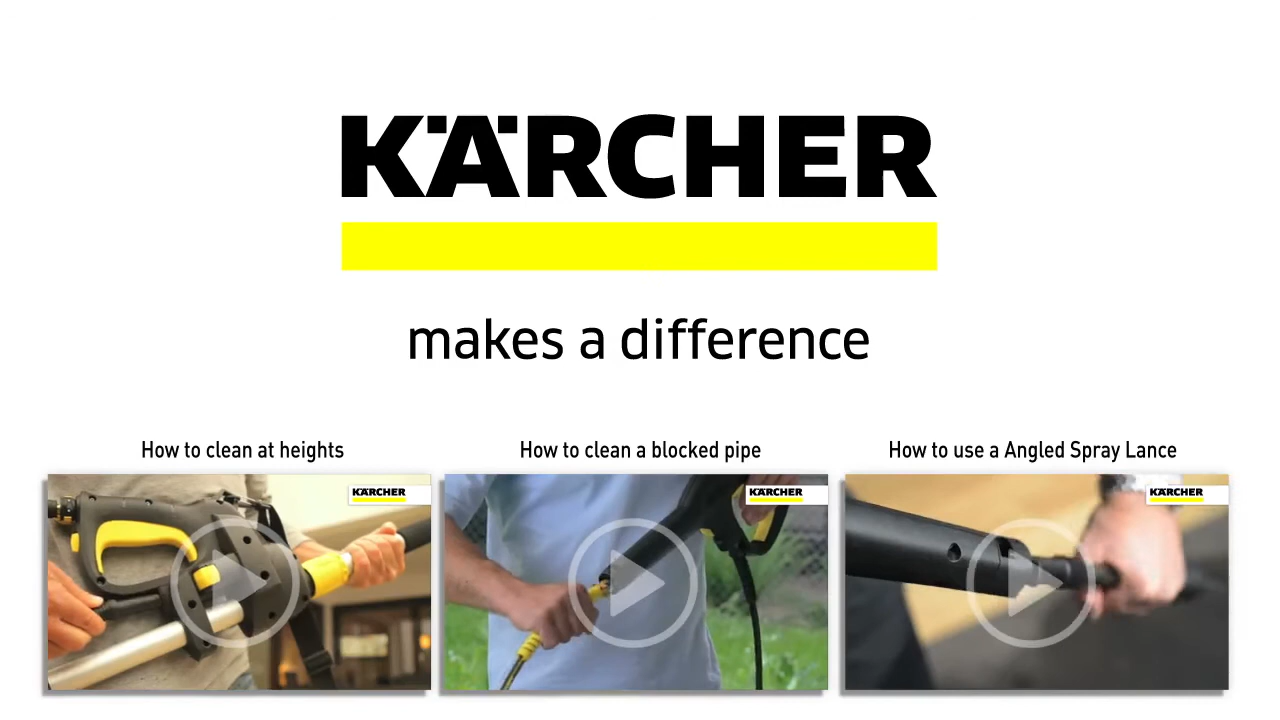 KÄRCHER
makes a difference
How to clean at heights
How to clean a blocked pipe
How to use a Angled Spray Lance
KÄRCHER
KÄRCHER
KÄRCHER